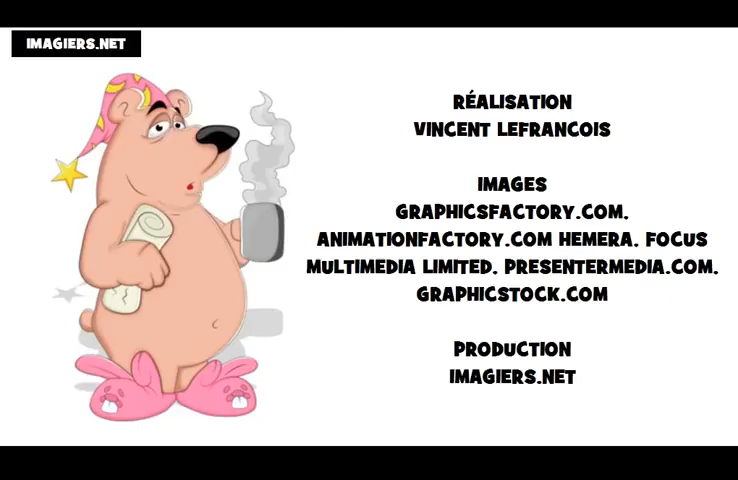 IMAGIERS.NET
RÉALISATION
VINCENT LEFRANCOIS
IMAGES
GRAPHICSFACTORY.COM,
ANIMATIONFACTORY.COM HEMERA, FOCUS
MULTIMEDIA LIMITED, PRESENTERMEDIA.COM,
GRAPHICSTOCK.COM
PRODUCTION
IMAGIERS.NET